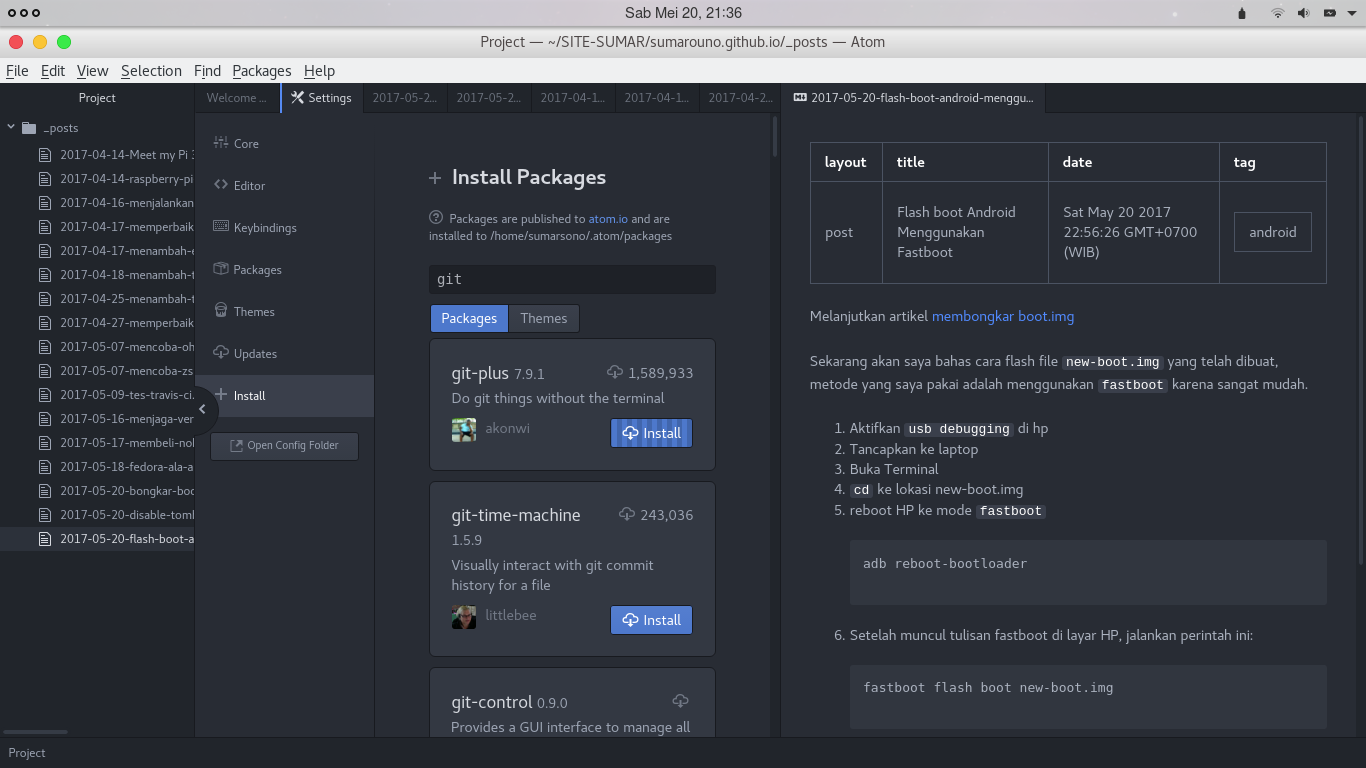 Sab Mei 20, 21:36
Project — ~/SITE-SUMAR/sumarouno.github.io/_posts — Atom
File Edit View Selection Find Packages Help
Project
_posts
2017-04-14-Meet my Pi 3
2017-04-14-raspberry-pi
2017-04-16-menjalankan
2017-04-17-memperbaik
2017-04-17-menambah-e
2017-04-18-menambah-t
2017-04-25-menambah-t
2017-04-27-memperbaik
2017-05-07-mencoba-oh
2017-05-07-mencoba-zs
2017-05-09-tes-travis-ci.
2017-05-16-menjaga-ver
2017-05-17-membeli-nok
2017-05-18-fedora-ala-a
2017-05-20-bongkar-boo
2017-05-20-disable-tomb
2017-05-20-flash-boot-a
Welcome ... Settings 2017-05-2... 2017-05-2... 2017-04-1... 2017-04-1... 2017-04-2...
Core
Editor
Keybindings
Packages
Themes
Updates
Install
Open Config Folder
Install Packages
Packages are published to atom.io and are
installed to /home/sumarsono/.atom/packages
git
Packages Themes
git-plus 7.9.1 1,589,933
Do git things without the terminal
akonwi Install
git-time-machine 243,036
1.5.9
Visually interact with git commit
history for a file
littlebee Install
git-control 0.9.0
Provides a GUI interface to manage all
2017-05-20-flash-boot-android-menggu...
layout title date tag
post
Flash boot Android
Menggunakan
Fastboot
Sat May 20 2017
22:56:26 GMT+0700
(WIB)
android
Melanjutkan artikel membongkar boot.img
Sekarang akan saya bahas cara flash file new-boot.img yang telah dibuat,
metode yang saya pakai adalah menggunakan fastboot karena sangat mudah.
1. Aktifkan usb debugging di hp
2. Tancapkan ke laptop
3. Buka Terminal
4. cd ke lokasi new-boot.img
5. reboot HP ke mode fastboot
adb reboot-bootloader
6. Setelah muncul tulisan fastboot di layar HP, jalankan perintah ini:
fastboot flash boot new-boot.img
Project